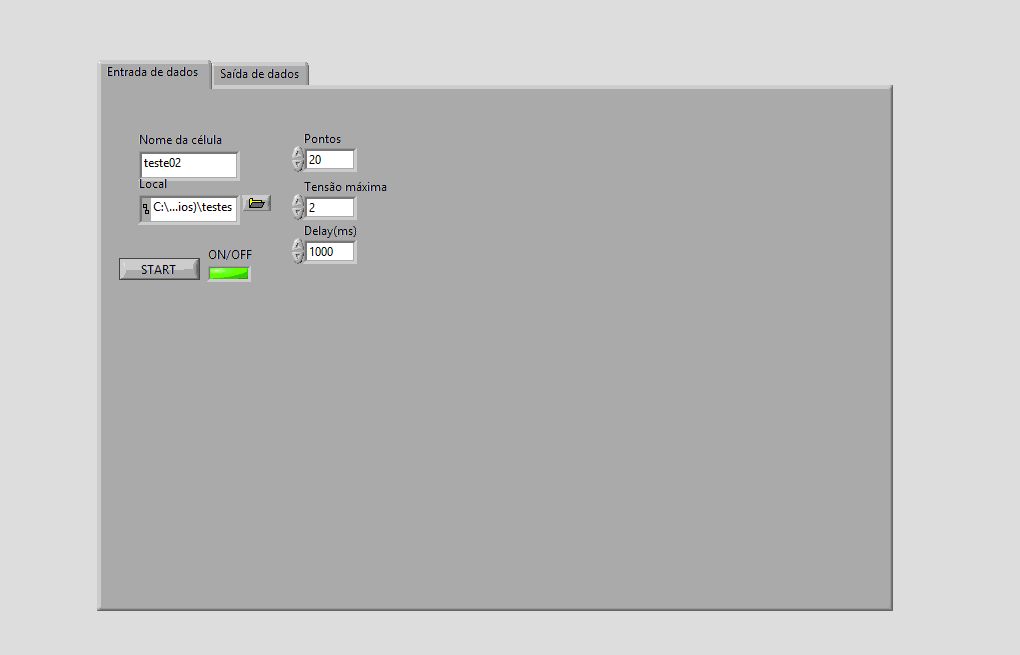 Entrada de dados
Saída de dados
Nome da célula
teste02
Local
C:\...ios)\testes
START
ON/OFF
Pontos
20
Tensão máxima
2
Delay(ms)
1000